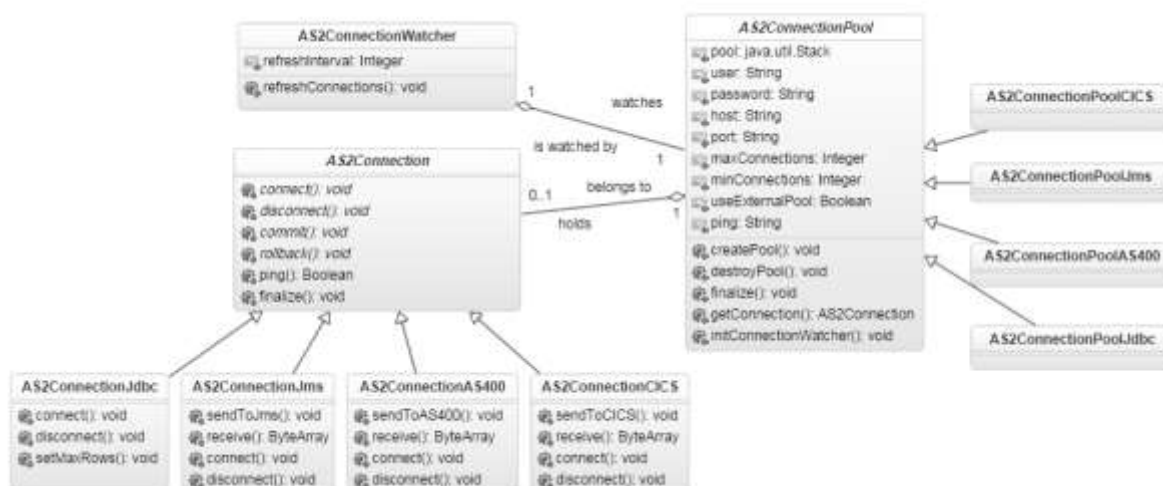 AS2ConnectionWatcher
refreshInterval: Integer
refreshConnections(): void
AS2ConnectionPool
pool: java.util.Stack
user: String
password: String
host: String
port: String
maxConnections: Integer
minConnections: Integer
useExternalPool: Boolean
ping: String
createPool(): void
destroyPool(): void
finalize(): void
getConnection(): AS2Connection
initConnectionWatcher(): void
1
watches
is watched by
1
AS2Connection
connect(): void
disconnect(): void
commit(): void
rollback(): void
ping(): Boolean
finalize(): void
0..1
belongs to
holds
1
AS2ConnectionPoolCICS
AS2ConnectionPoolJms
AS2ConnectionPoolAS400
AS2ConnectionPoolJdbc
AS2ConnectionJdbc
connect(): void
disconnect(): void
setMaxRows(): void
AS2ConnectionJms
sendToJms(): void
receive(): ByteArray
connect(): void
disconnect(): void
AS2ConnectionAS400
sendToAS400(): void
receive(): ByteArray
connect(): void
disconnect(): void
AS2ConnectionCICS
sendToCICS(): void
receive(): ByteArray
connect(): void
disconnect(): void